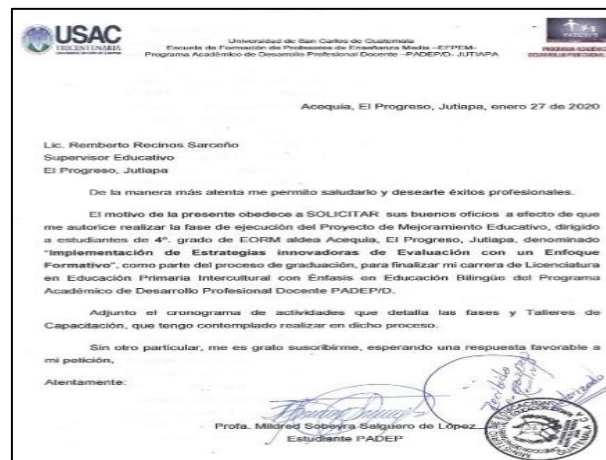 USAC
TRICENTENARIA
Universidad de San Carlos de Guatemala
Escuela de Formación de Profesores de Enseñanza Media –EFPEM-
Programa Académico de Desarrollo Profesional Docente –PADEP/D- JUTIAPA
Acequia, El Progreso, Jutiapa, enero 27 de 2020
Lic. Remberto Recinos Sarceño
Supervisor Educativo
El Progreso, Jutiapa
De la manera más atenta me permito saludarlo y desearle éxitos profesionales.
El motivo de la presente obedece a SOLICITAR sus buenos oficios a efecto de que
me autorice realizar la fase de ejecución del Proyecto de Mejoramiento Educativo, dirigido
a estudiantes de 4°. grado de EORM aldea Acequia, El Progreso, Jutiapa, denominado
"Implementación de Estrategias innovadoras de Evaluación con un Enfoque
Formativo", como parte del proceso de graduación, para finalizar mi carrera de Licenciatura
en Educación Primaria Intercultural con Énfasis en Educación Bilingüe del Programa
Académico de Desarrollo Profesional Docente PADEP/D.
Adjunto el cronograma de actividades que detalla las fases y Talleres de
Capacitación, que tengo contemplado realizar en dicho proceso.
Sin otro particular, me es grato suscribirme, esperando una respuesta favorable a
mi petición,
Atentamente:
Recibido
Profa. Mildred Sobeyra Salguero de López
Estudiante PADEP